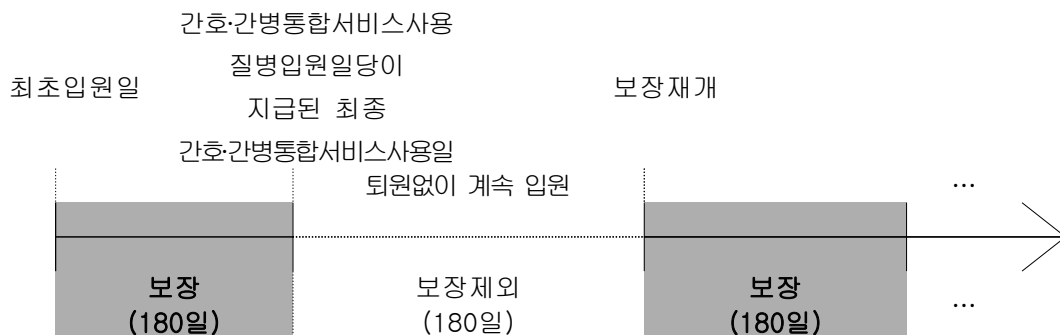 간호·간병통합서비스사용
질병입원일당이
최초입원일
지급된 최종
보장재개
간호·간병통합서비스사용일
퇴원없이 계속 입원
...
보장
(180일)
보장제외
(180일)
보장
(180일)
...